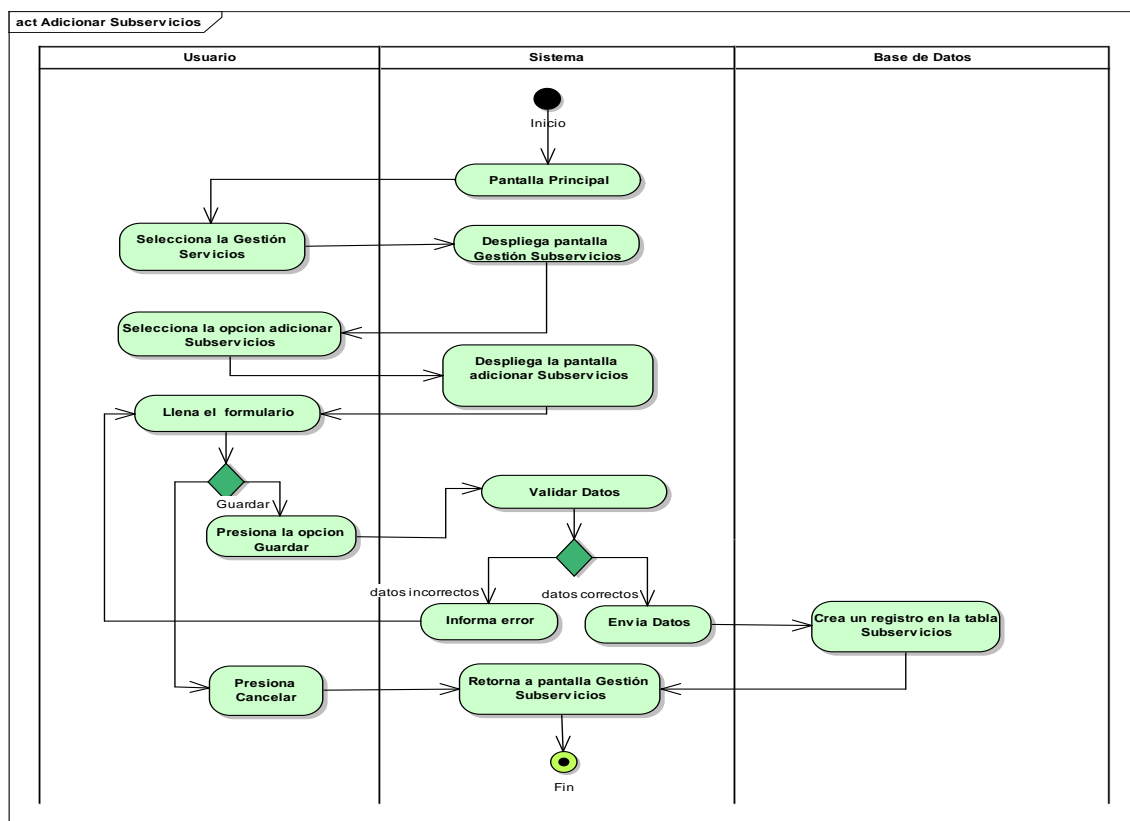 act Adicionar Subservicios
Usuario
Sistema
Base de Datos
Inicio
Pantalla Principal
Selecciona la Gestión
Servicios
Despliega pantalla
Gestión Subservicios
Selecciona la opcion adicionar
Subservicios
Despliega la pantalla
adicionar Subservicios
Llena el formulario
Guardar
Presiona la opcion
Guardar
Validar Datos
datos incorrectos
datos correctos
Informa error
Envia Datos
Crea un registro en la tabla
Subservicios
Presiona
Cancelar
Retorna a pantalla Gestión
Subservicios
Fin